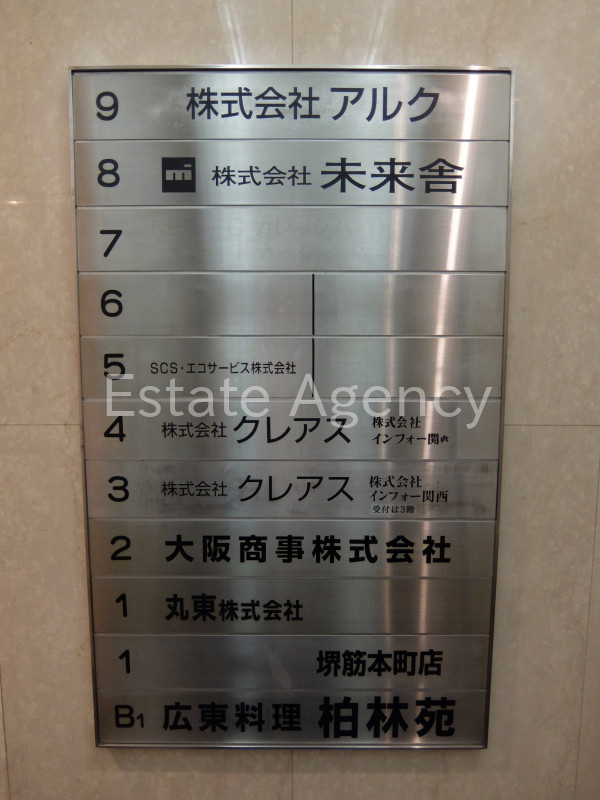 9 株式会社 アルク
8 m 株式会社 未来舎
7
6
5 SCS・エコサービス株式会社
Estate Agency
4 株式会社 クレアス 株式会社
インフォー関
3 株式会社 クレアス 株式会社
インフォー関西
受付は3階
2 大阪商事株式会社
1 丸東株式会社
1 堺筋本町店
B1 広東料理 柏林苑